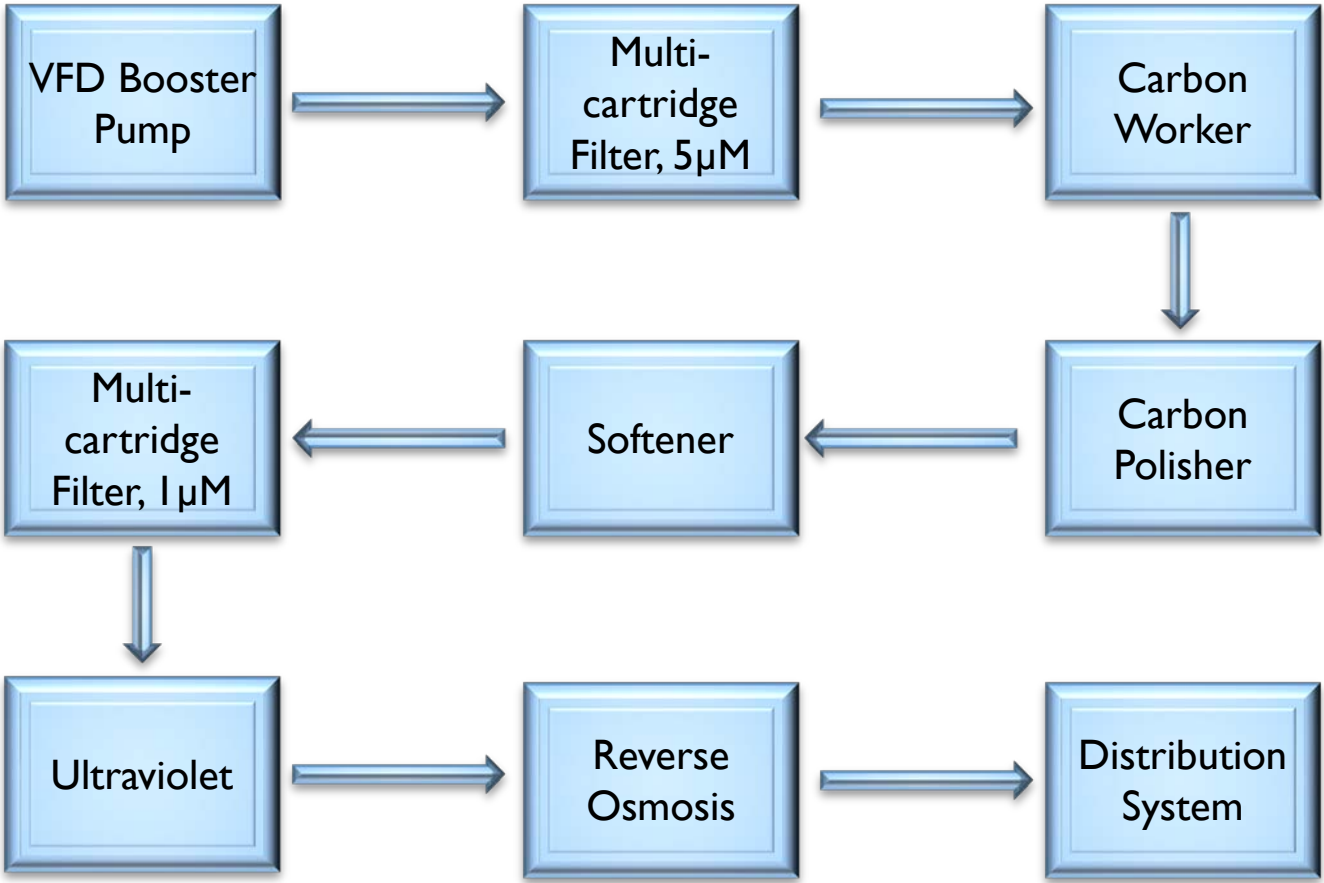 VFD Booster
Pump
Multi-
cartridge
Filter, 5µM
Carbon
Worker
Multi-
cartridge
Filter, 1µM
Softener
Carbon
Polisher
Ultraviolet
Reverse
Osmosis
Distribution
System